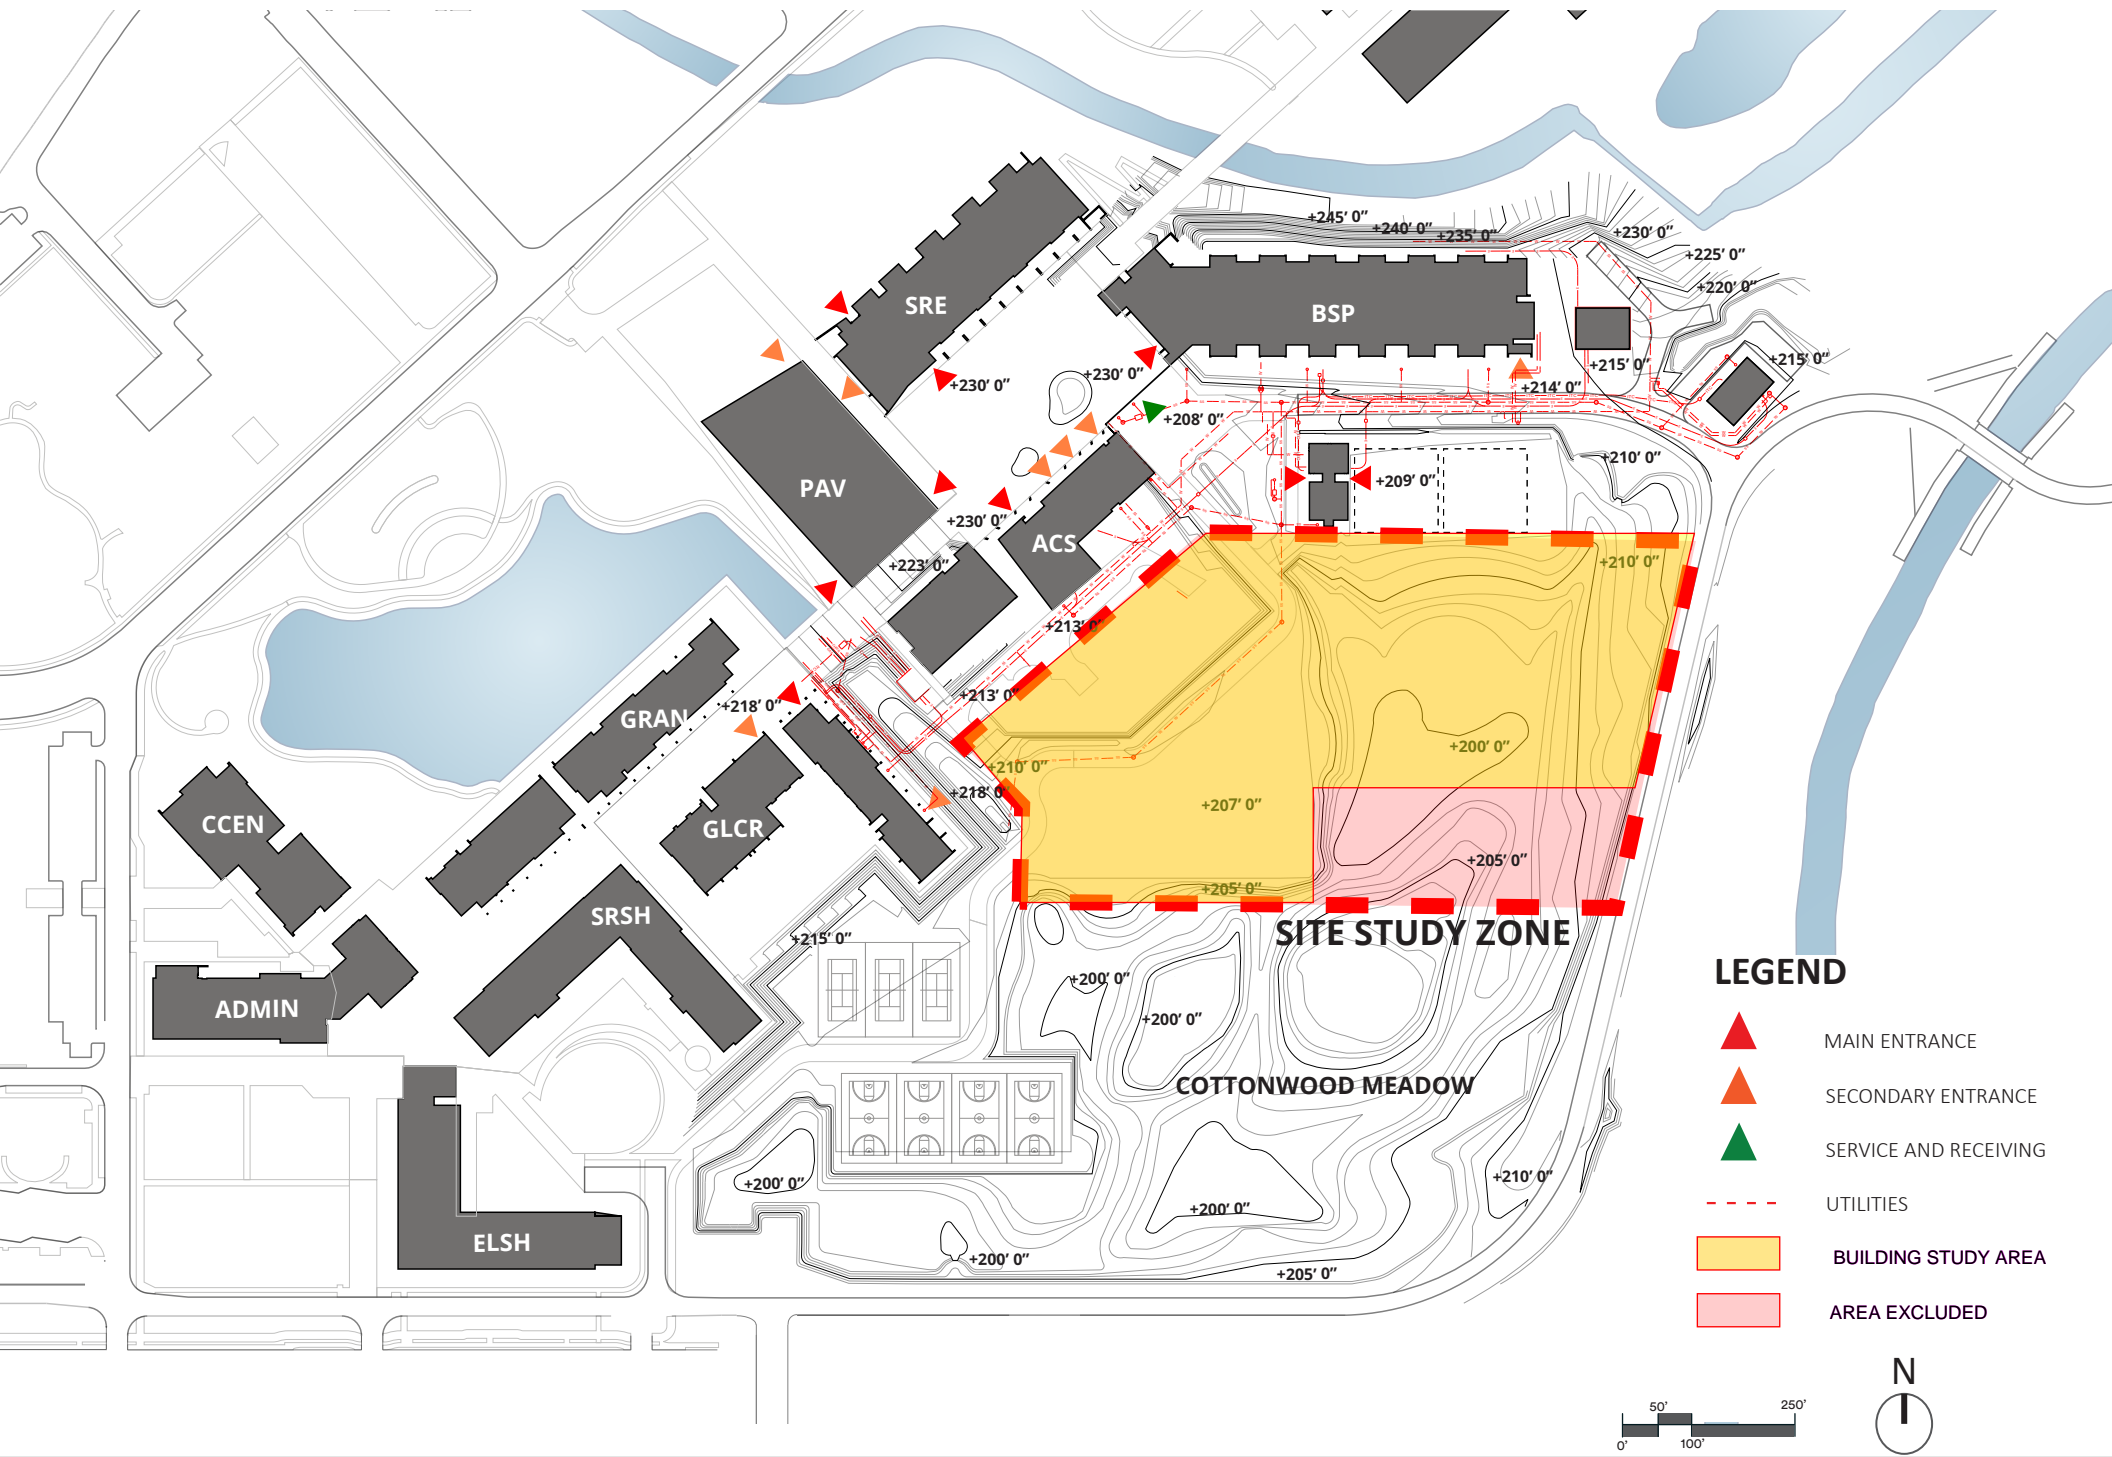 +245' 0"
+240' 0"
+235' 0"
+230' 0"
+225' 0"
+220' 0"
SRE
BSP
+215' 0"
+215' 0"
+230' 0"
+230' 0"
+214' 0"
+208' 0"
+210' 0"
PAV
+209' 0"
+230' 0"
ACS
+223' 0"
+210' 0"
+213' 0"
+213' 0"
+218' 0"
GRAN
+200' 0"
+210' 0"
+218' 0"
+207' 0"
CCEN
GLCR
+205' 0"
+205' 0"
SRSH
SITE STUDY ZONE
+215' 0"
+200' 0"
ADMIN
+200' 0"
COTTONWOOD MEADOW
+200' 0"
+210' 0"
+200' 0"
ELSH
+200' 0"
+205' 0"
LEGEND
MAIN ENTRANCE
SECONDARY ENTRANCE
SERVICE AND RECEIVING
UTILITIES
BUILDING STUDY AREA
AREA EXCLUDED
N
50' 250'
0' 100'